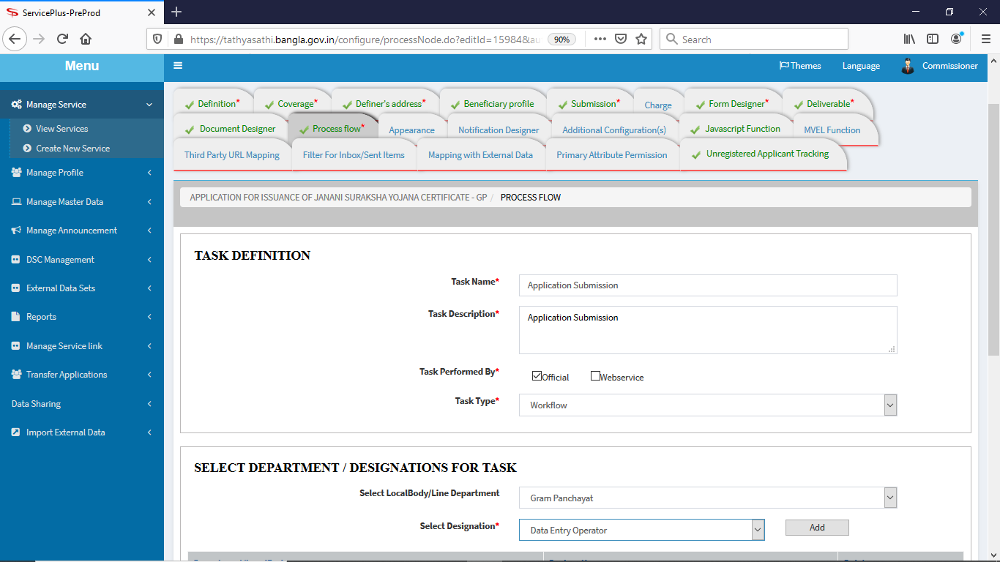 ServicePlus-PreProd
https://tathyasathi.bangla.gov.in/configure/processNode.do?editId=15984&au
90%
Search
Menu
Themes
Language
Commissioner
Manage Service
View Services
Create New Service
Manage Profile
Manage Master Data
Manage Announcement
DSC Management
External Data Sets
Reports
Manage Service link
Transfer Applications
Data Sharing
Import External Data
Definition* Coverage* Definer's address* Beneficiary profile Submission* Charge Form Designer* Deliverable*
Document Designer Process flow* Appearance Notification Designer Additional Configuration(s) Javascript Function MVEL Function
Third Party URL Mapping Filter For Inbox/Sent Items Mapping with External Data Primary Attribute Permission Unregistered Applicant Tracking
APPLICATION FOR ISSUANCE OF JANANI SURAKSHA YOJANA CERTIFICATE - GP / PROCESS FLOW
TASK DEFINITION
Task Name* Application Submission
Task Description* Application Submission
Task Performed By* Official Webservice
Task Type* Workflow
SELECT DEPARTMENT / DESIGNATIONS FOR TASK
Select LocalBody/Line Department Gram Panchayat
Select Designation* Data Entry Operator Add